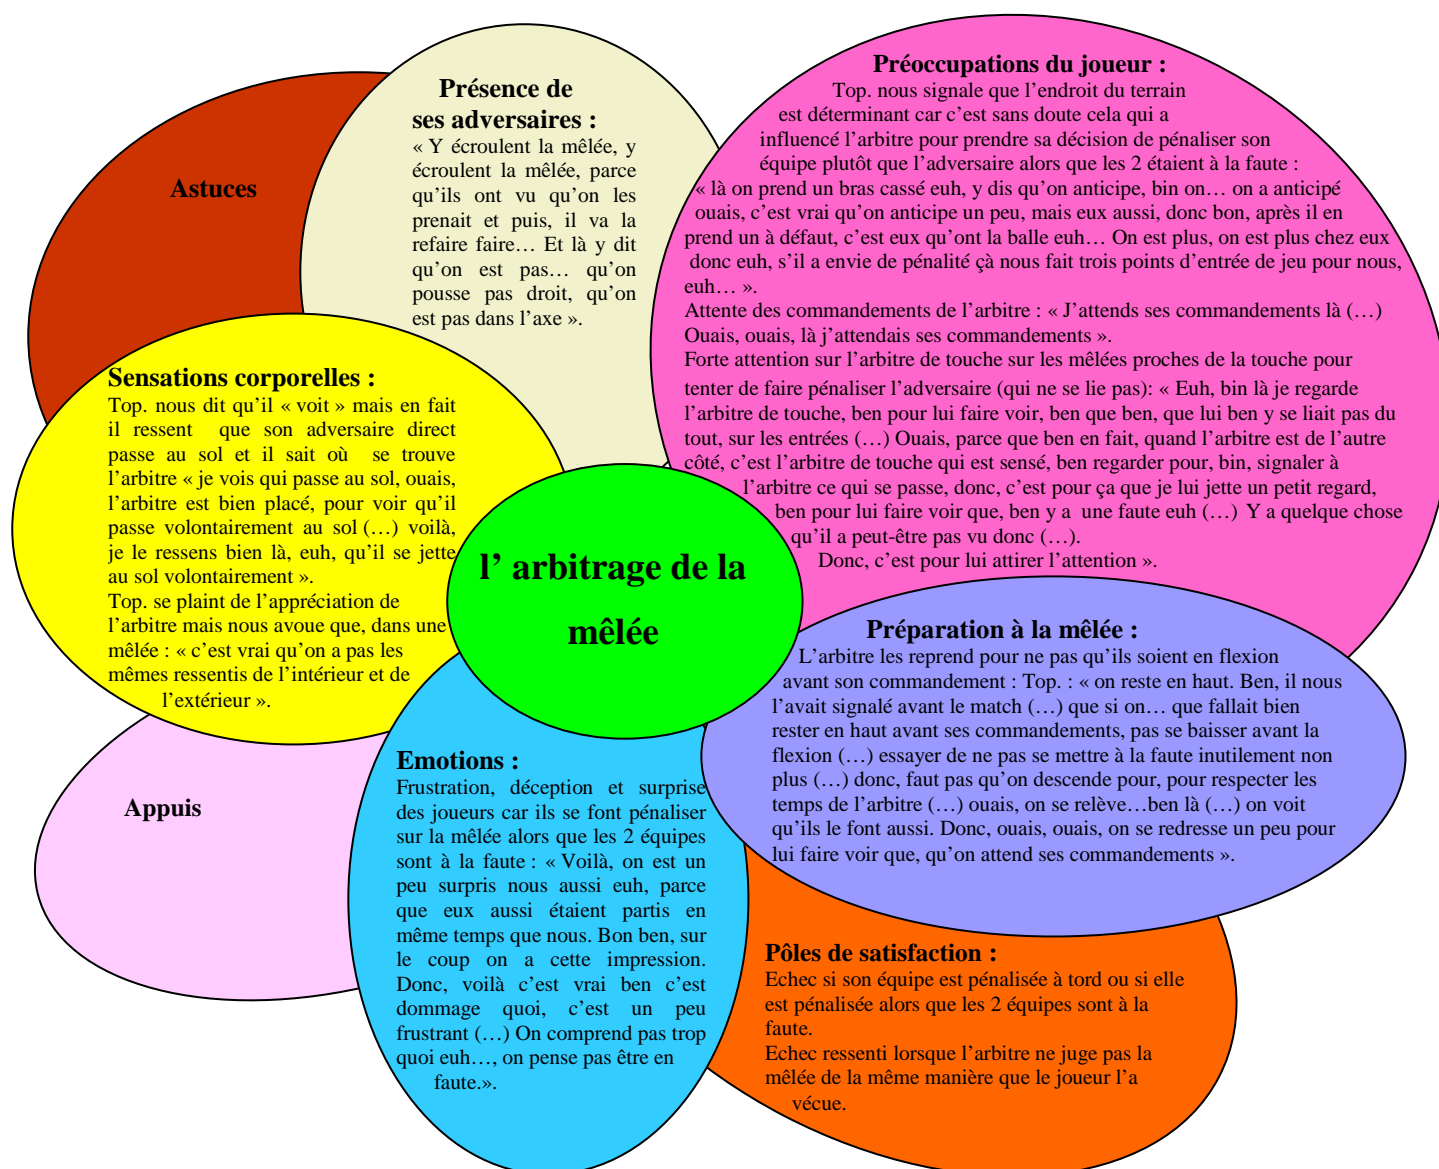 Astuces
Présence de
ses adversaires :
« Y écroulent la mêlée, y
écroulent la mêlée, parce
qu’ils ont vu qu’on les
prenait et puis, il va la
refaire faire… Et là y dit
qu’on est pas… qu’on
pousse pas droit, qu’on
est pas dans l’axe ».
Préoccupations du joueur :
Top. nous signale que l’endroit du terrain
est déterminant car c’est sans doute cela qui a
influencé l’arbitre pour prendre sa décision de pénaliser son
équipe plutôt que l’adversaire alors que les 2 étaient à la faute :
« là on prend un bras cassé euh, y dis qu’on anticipe, bin on… on a anticipé
ouais, c’est vrai qu’on anticipe un peu, mais eux aussi, donc bon, après il en
prend un à défaut, c’est eux qu’ont la balle euh… On est plus, on est plus chez eux
donc euh, s’il a envie de pénalité çà nous fait trois points d’entrée de jeu pour nous,
euh… ».
Attente des commandements de l’arbitre : « J’attends ses commandements là (…)
Ouais, ouais, là j’attendais ses commandements ».
Forte attention sur l’arbitre de touche sur les mêlées proches de la touche pour
tenter de faire pénaliser l’adversaire (qui ne se lie pas): « Euh, bin là je regarde
l’arbitre de touche, ben pour lui faire voir, ben que ben, que lui ben y se liait pas du
tout, sur les entrées (…) Ouais, parce que ben en fait, quand l’arbitre est de l’autre
côté, c’est l’arbitre de touche qui est sensé, ben regarder pour, bin, signaler à
l’arbitre ce qui se passe, donc, c’est pour ça que je lui jette un petit regard,
ben pour lui faire voir que, ben y a une faute euh (…) Y a quelque chose
qu’il a peut-être pas vu donc (…).
Donc, c’est pour lui attirer l’attention ».
Sensations corporelles :
Top. nous dit qu’il « voit » mais en fait
il ressent que son adversaire direct
passe au sol et il sait où se trouve
l’arbitre « je vois qui passe au sol, ouais,
l’arbitre est bien placé, pour voir qu’il
passe volontairement au sol (…) voilà,
je le ressens bien là, euh, qu’il se jette
au sol volontairement ».
Top. se plaint de l’appréciation de
l’arbitre mais nous avoue que, dans une
mêlée : « c’est vrai qu’on a pas les
mêmes ressentis de l’intérieur et de
l’extérieur ».
l’ arbitrage de la
mêlée
Préparation à la mêlée :
L’arbitre les reprend pour ne pas qu’ils soient en flexion
avant son commandement : Top. : « on reste en haut. Ben, il nous
l’avait signalé avant le match (…) que si on… que fallait bien
rester en haut avant ses commandements, pas se baisser avant la
flexion (…) essayer de ne pas se mettre à la faute inutilement non
plus (…) donc, faut pas qu’on descende pour, pour respecter les
temps de l’arbitre (…) ouais, on se relève…ben là (…) on voit
qu’ils le font aussi. Donc, ouais, ouais, on se redresse un peu pour
lui faire voir que, qu’on attend ses commandements ».
Appuis
Emotions :
Frustration, déception et surprise
des joueurs car ils se font pénaliser
sur la mêlée alors que les 2 équipes
sont à la faute : « Voilà, on est un
peu surpris nous aussi euh, parce
que eux aussi étaient partis en
même temps que nous. Bon ben, sur
le coup on a cette impression.
Donc, voilà c’est vrai ben c’est
dommage quoi, c’est un peu
frustrant (…) On comprend pas trop
quoi euh…, on pense pas être en
faute.».
Pôles de satisfaction :
Echec si son équipe est pénalisée à tord ou si elle
est pénalisée alors que les 2 équipes sont à la
faute.
Echec ressenti lorsque l’arbitre ne juge pas la
mêlée de la même manière que le joueur l’a
vécue.